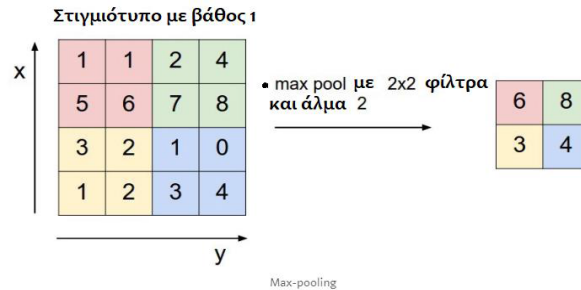 Στιγμιότυπο με βάθος 1
x
1 1 2 4
5 6 7 8
3 2 1 0
1 2 3 4
y
• max pool με 2x2 φίλτρα
και άλμα 2
6 8
3 4
Max-pooling